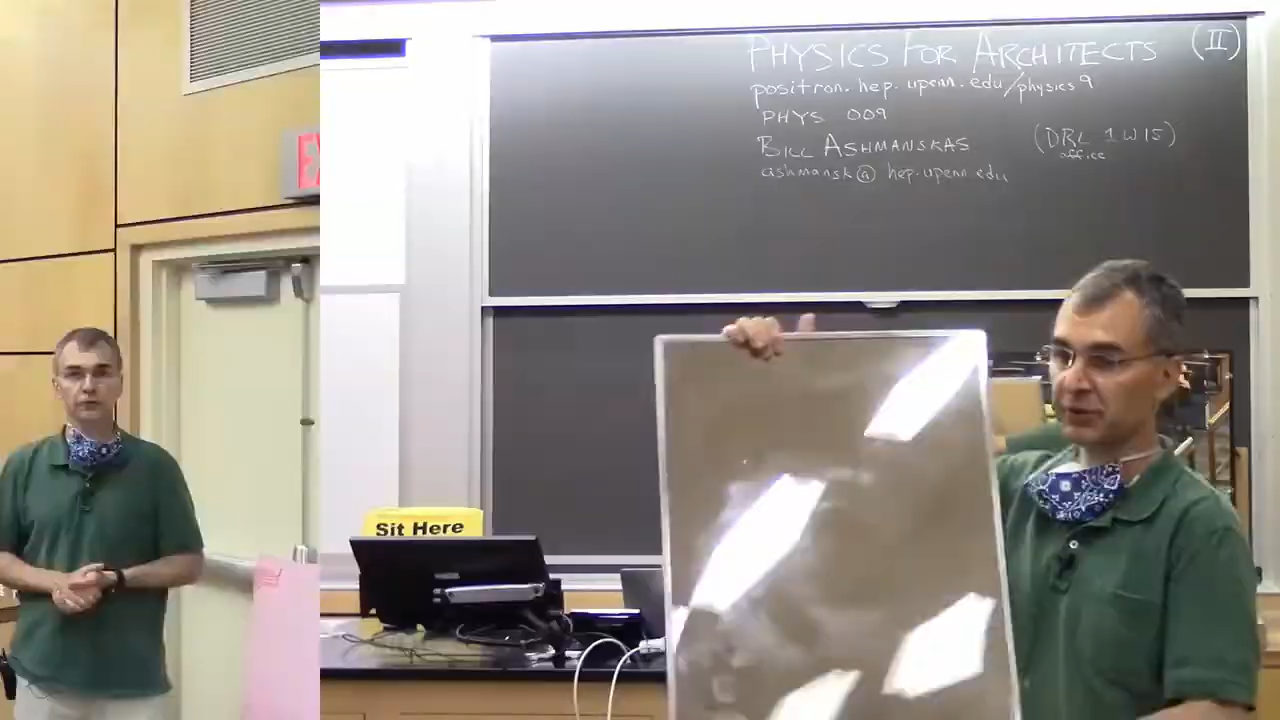 PHYSICS FOR ARCHITECTS (II)
positron.hep.upenn.edu/physics9
PHYS 009
BILL ASHMANSKAS (DRL 1W15)
office
ashmansk@hep.upenn.edu
Sit Here